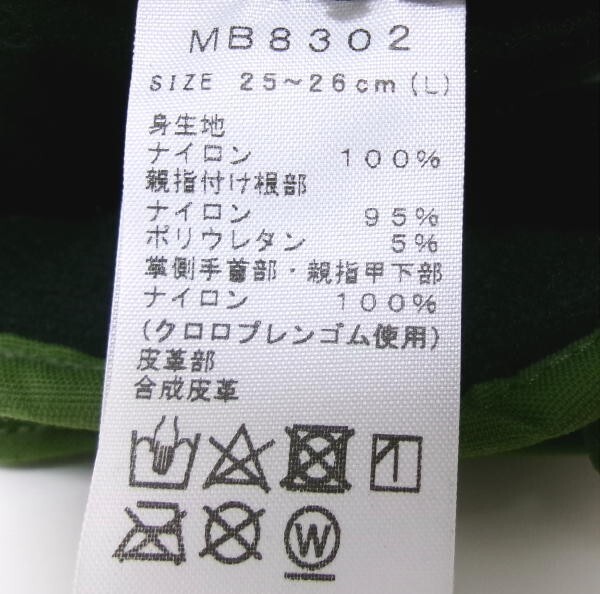 MB8302
SIZE 25~26cm(L)
身生地
ナイロン 100%
親指付け根部
ナイロン 95%
ポリウレタン 5%
掌側手首部・親指甲下部
ナイロン 100%
(クロロプレンゴム使用)
皮革部
合成皮革
W